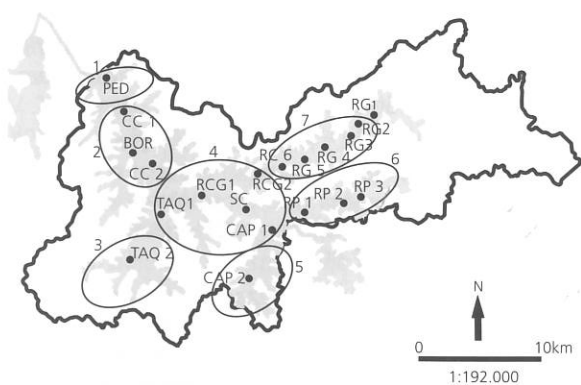 1
PED
CC 1
BOR
2
CC 2
4
RCG1
RCG2
TAQ1
SC
CAP 1
3
TAQ 2
CAP 2
5
7
RG1
RG2
RG3
RG 4
RG 5
RG 6
6
RP 1
RP 2
RP 3
N
0 10km
1:192.000